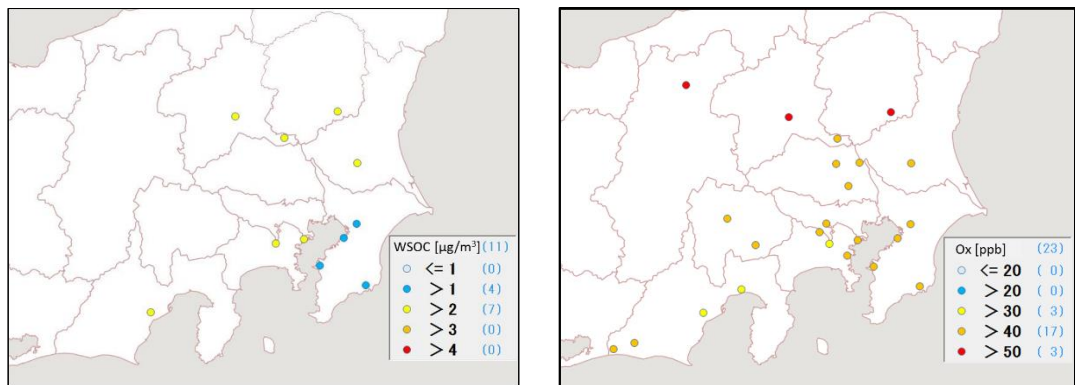 WSOC [μg/m³] (11)
<= 1 (0)
> 1 (4)
> 2 (7)
> 3 (0)
> 4 (0)
Ox [ppb] (23)
<= 20 ( 0)
> 20 ( 0)
> 30 ( 3)
> 40 (17)
> 50 ( 3)